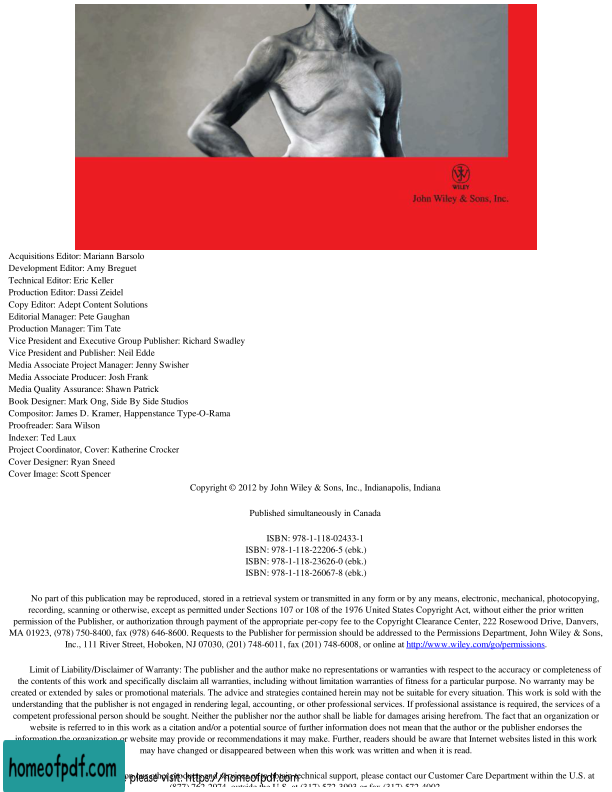 WILEY
John Wiley & Sons, Inc.
Acquisitions Editor: Mariann Barsolo
Development Editor: Amy Breguet
Technical Editor: Eric Keller
Production Editor: Dassi Zeidel
Copy Editor: Adept Content Solutions
Editorial Manager: Pete Gaughan
Production Manager: Tim Tate
Vice President and Executive Group Publisher: Richard Swadley
Vice President and Publisher: Neil Edde
Media Associate Project Manager: Jenny Swisher
Media Associate Producer: Josh Frank
Media Quality Assurance: Shawn Patrick
Book Designer: Mark Ong, Side By Side Studios
Compositor: James D. Kramer, Happenstance Type-O-Rama
Proofreader: Sara Wilson
Indexer: Ted Laux
Project Coordinator, Cover: Katherine Crocker
Cover Designer: Ryan Sneed
Cover Image: Scott Spencer
Copyright © 2012 by John Wiley & Sons, Inc., Indianapolis, Indiana
Published simultaneously in Canada
ISBN: 978-1-118-02433-1
ISBN: 978-1-118-22206-5 (ebk.)
ISBN: 978-1-118-23626-0 (ebk.)
ISBN: 978-1-118-26067-8 (ebk.)
No part of this publication may be reproduced, stored in a retrieval system or transmitted in any form or by any means, electronic, mechanical, photocopying,
recording, scanning or otherwise, except as permitted under Sections 107 or 108 of the 1976 United States Copyright Act, without either the prior written
permission of the Publisher, or authorization through payment of the appropriate per-copy fee to the Copyright Clearance Center, 222 Rosewood Drive, Danvers,
MA 01923, (978) 750-8400, fax (978) 646-8600. Requests to the Publisher for permission should be addressed to the Permissions Department, John Wiley & Sons,
Inc., 111 River Street, Hoboken, NJ 07030, (201) 748-6011, fax (201) 748-6008, or online at http://www.wiley.com/go/permissions.
Limit of Liability/Disclaimer of Warranty: The publisher and the author make no representations or warranties with respect to the accuracy or completeness of
the contents of this work and specifically disclaim all warranties, including without limitation warranties of fitness for a particular purpose. No warranty may be
created or extended by sales or promotional materials. The advice and strategies contained herein may not be suitable for every situation. This work is sold with the
understanding that the publisher is not engaged in rendering legal, accounting, or other professional services. If professional assistance is required, the services of a
competent professional person should be sought. Neither the publisher nor the author shall be liable for damages arising herefrom. The fact that an organization or
website is referred to in this work as a citation and/or a potential source of further information does not mean that the author or the publisher endorses the
information the organization or website may provide or recommendations it may make. Further, readers should be aware that Internet websites listed in this work
may have changed or disappeared between when this work was written and when it is read.
homeofpdf.com
please visit: https://homeofpdf.com
technical support, please contact our Customer Care Department within the U.S. at